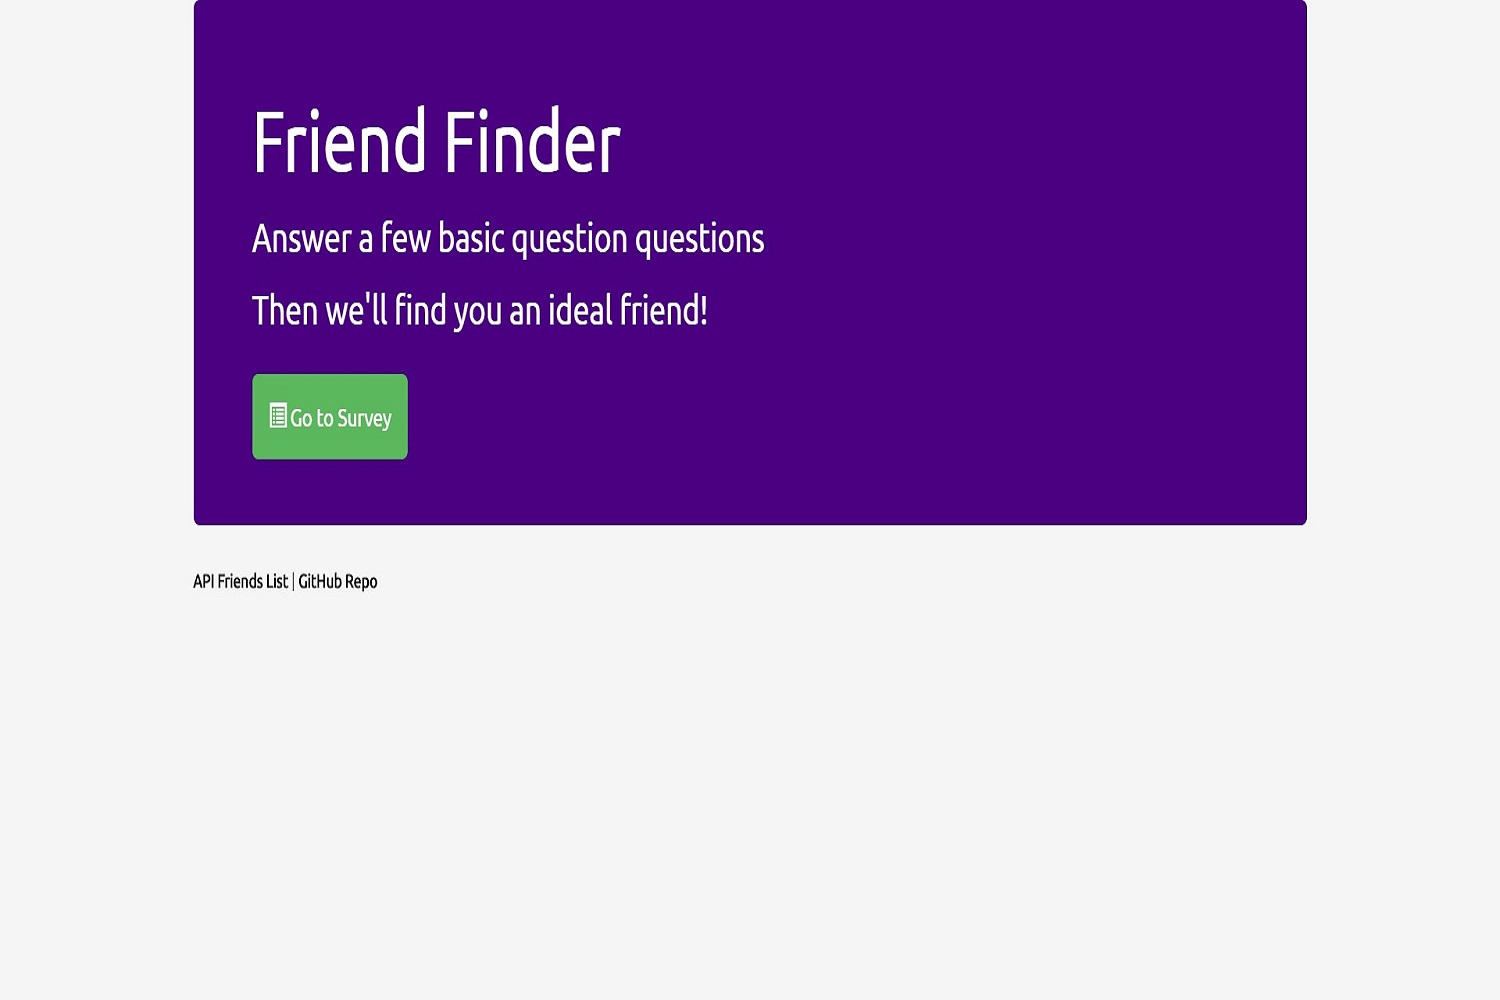 Friend Finder
Answer a few basic question questions
Then we'll find you an ideal friend!
Go to Survey
API Friends List | GitHub Repo